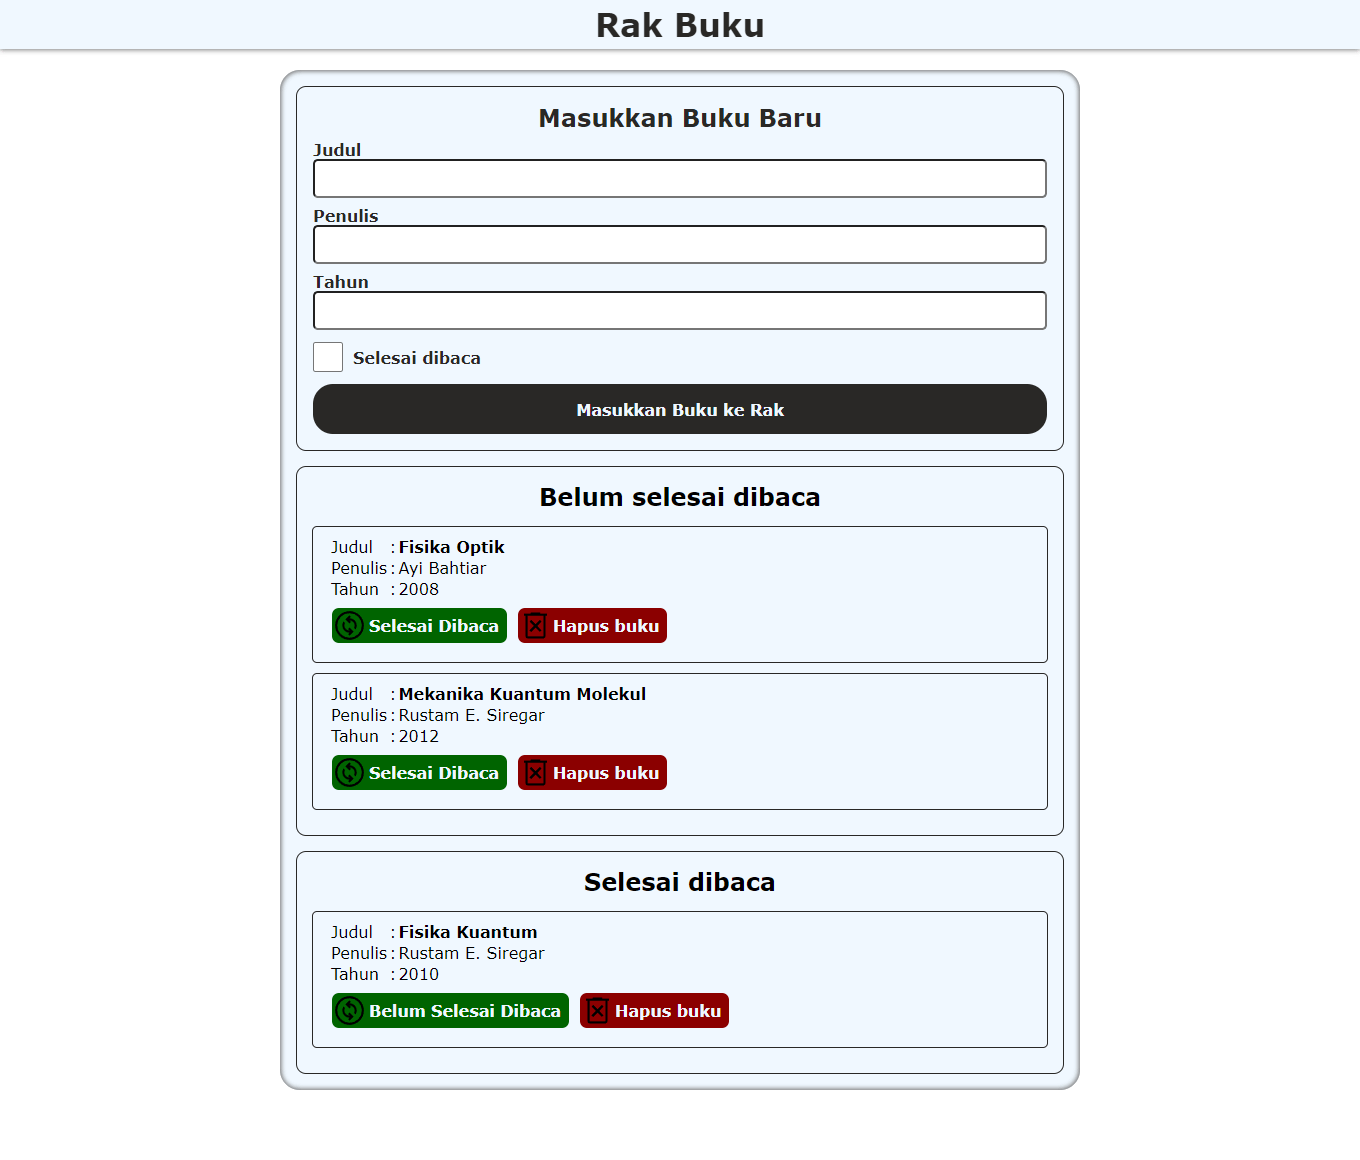 Rak Buku
Masukkan Buku Baru
Judul
Penulis
Tahun
Selesai dibaca
Masukkan Buku ke Rak
Belum selesai dibaca
Judul : Fisika Optik
Penulis : Ayi Bahtiar
Tahun : 2008
Selesai Dibaca Hapus buku
Judul : Mekanika Kuantum Molekul
Penulis : Rustam E. Siregar
Tahun : 2012
Selesai Dibaca Hapus buku
Selesai dibaca
Judul : Fisika Kuantum
Penulis : Rustam E. Siregar
Tahun : 2010
Belum Selesai Dibaca Hapus buku